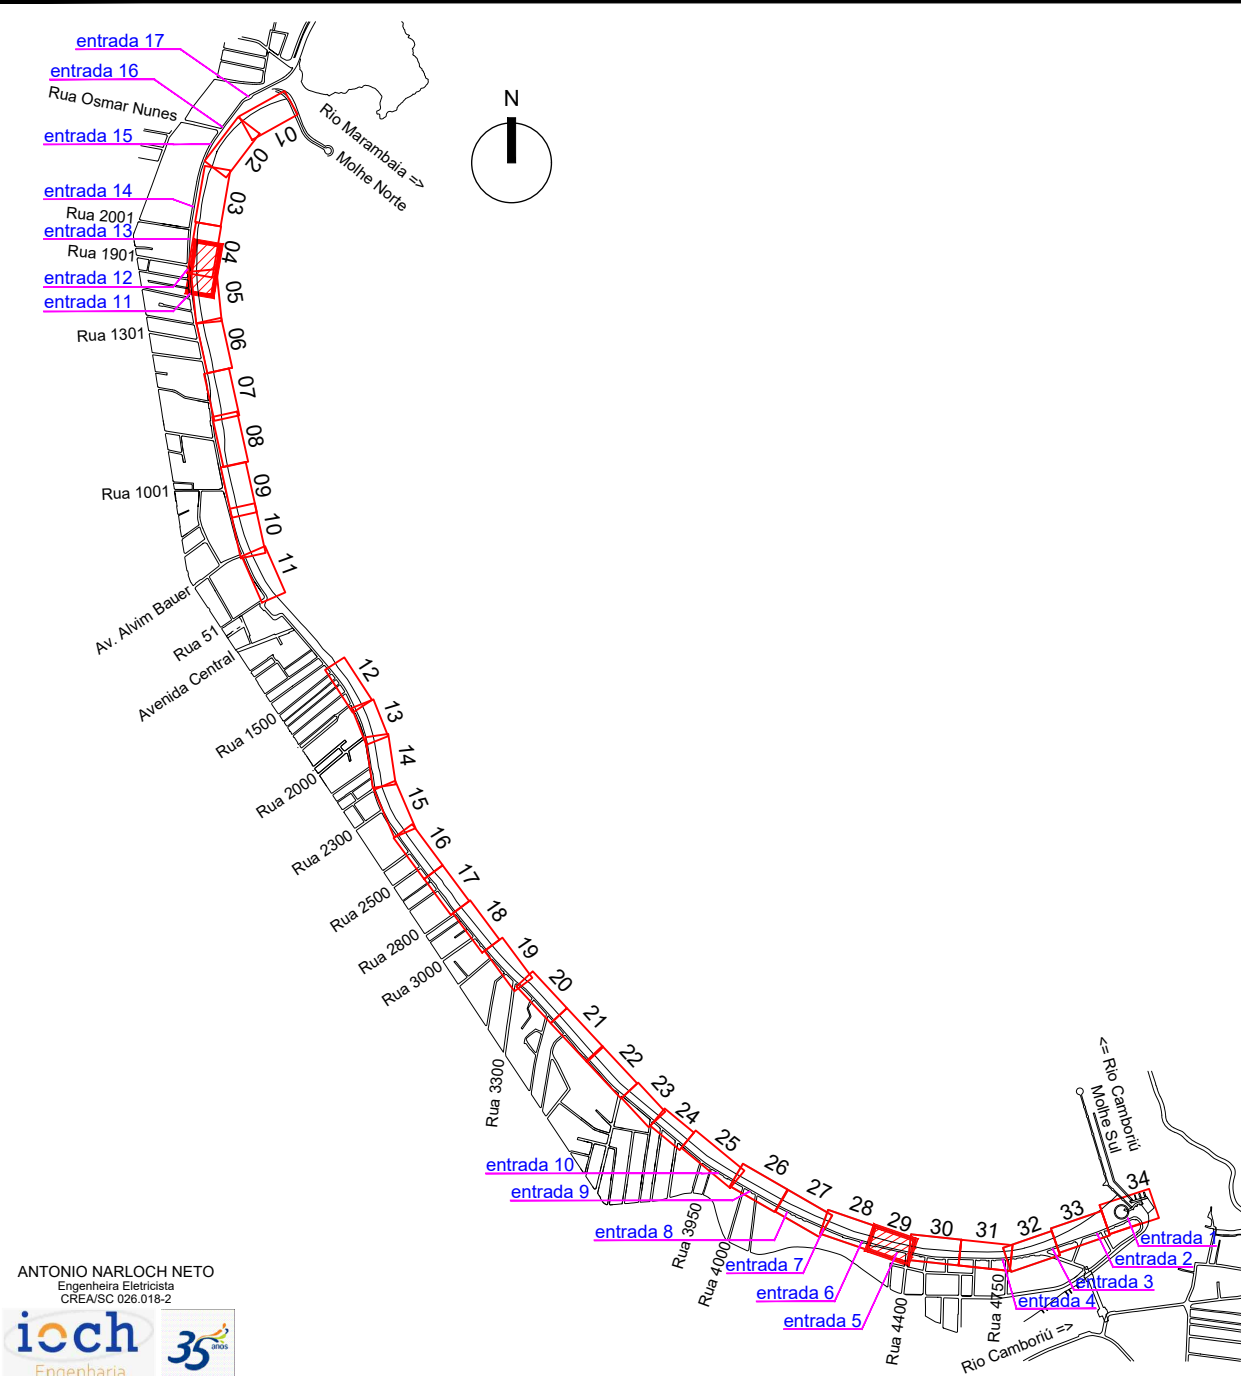 entrada 17
entrada 16
Rua Osmar Nunes
entrada 15
entrada 14
Rua 2001
entrada 13
Rua 1901
entrada 12
entrada 11
Rua 1301
Rua 1001
Av. Alvim Bauer
Rua 51
Avenida Central
Rua 1500
Rua 2000
Rua 2300
Rua 2500
Rua 2800
Rua 3000
Rua 3300
N
Rio Marambaia =>
Molhe Norte
01
02
03
04
05
06
07
08
09
10
11
12
13
14
15
16
17
18
19
20
21
22
23
24
25
26
27
28
29
30
31
32
33
34
<= Rio Camboriú
Molhe Sul
entrada 10
entrada 9
entrada 8
entrada 7
entrada 6
entrada 5
entrada 1
entrada 2
entrada 3
entrada 4
Rua 3950
Rua 4000
Rua 4400
Rua 4750
Rio Camboriú =>
ANTONIO NARLOCH NETO
Engenheira Eletricista
CREA/SC 026.018-2
ioch
Engenharia
35
anos